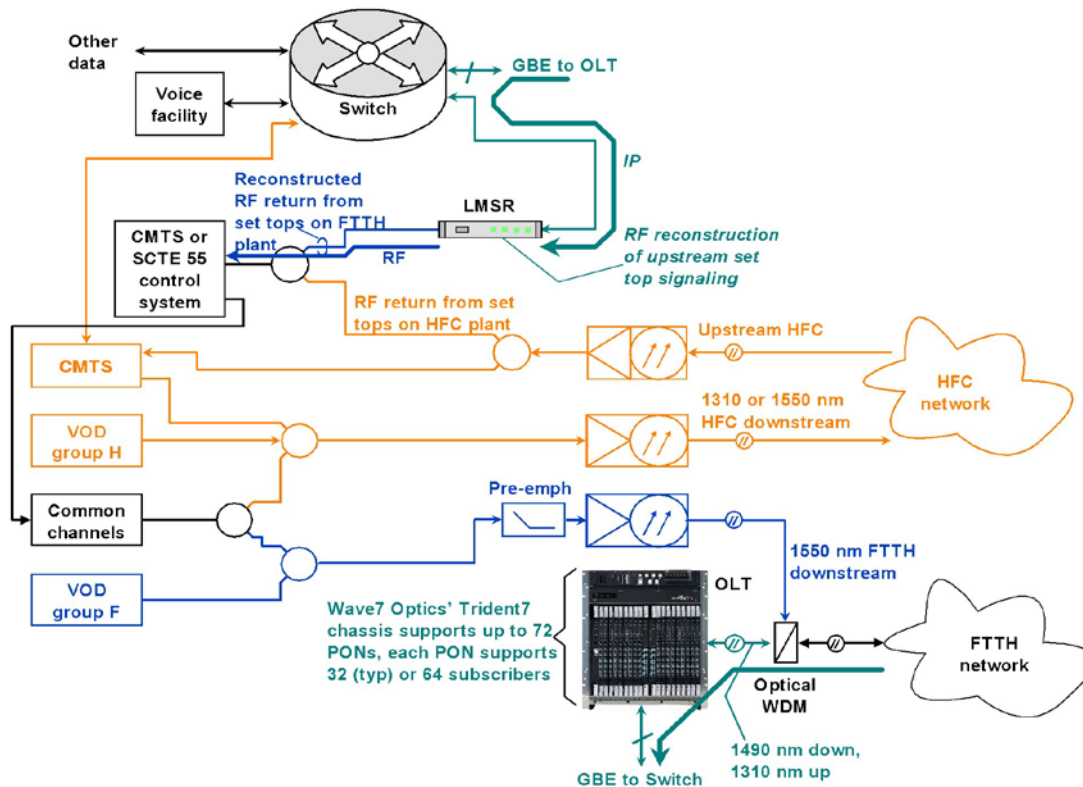 Other
data
GBE to OLT
Voice
facility
Switch
IP
Reconstructed
RF return from
set tops on FTTH
plant
LMSR
CMTS or
SCTE 55
control
system
RF
RF reconstruction
of upstream set
top signaling
RF return from set
tops on HFC plant
Upstream HFC
CMTS
HFC
network
1310 or 1550 nm
HFC downstream
VOD
group H
Pre-emph
Common
channels
1550 nm FTTH
downstream
OLT
VOD
group F
Wave7 Optics' Trident7
chassis supports up to 72
PONs, each PON supports
32 (typ) or 64 subscribers
FTTH
network
Optical
WDM
1490 nm down,
1310 nm up
GBE to Switch